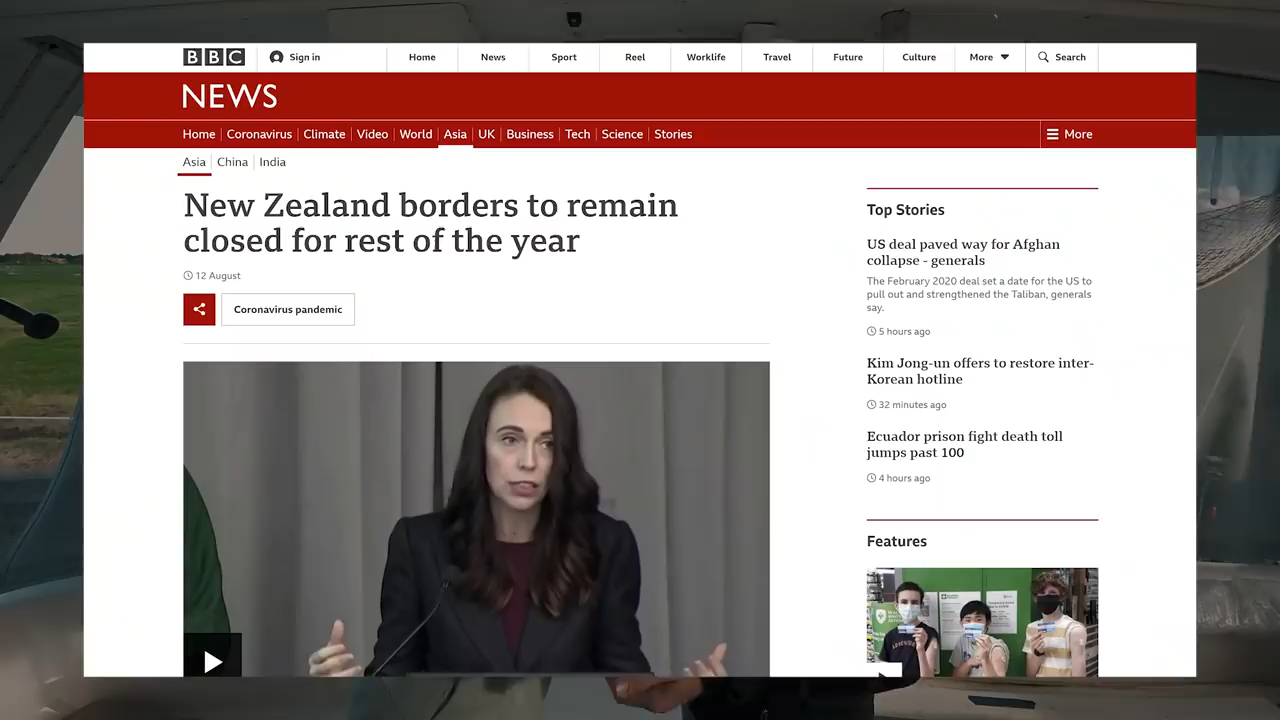 BBC
Sign in
Home
News
Sport
Reel
Worklife
Travel
Future
Culture
More
Search
NEWS
Home
Coronavirus
Climate
Video
World
Asia
UK
Business
Tech
Science
Stories
More
Asia
China
India
New Zealand borders to remain
closed for rest of the year
12 August
Coronavirus pandemic
Top Stories
US deal paved way for Afghan
collapse - generals
The February 2020 deal set a date for the US to
pull out and strengthened the Taliban, generals
say.
5 hours ago
Kim Jong-un offers to restore inter-
Korean hotline
32 minutes ago
Ecuador prison fight death toll
jumps past 100
4 hours ago
Features